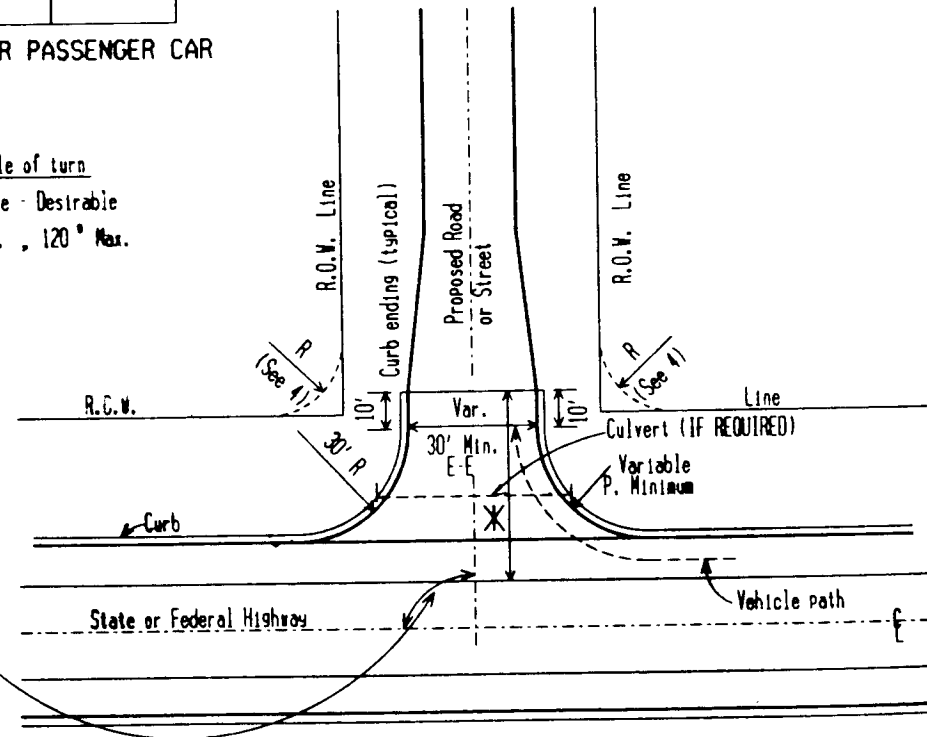 R PASSENGER CAR
le of turn
e - Desirable
. , 120° Max.
R.O.W. Line
Curb ending (typical)
Proposed Road
or Street
R.O.W. Line
R
(See 4)
R
(See 4)
R.O.W.
Line
10'
Var.
10'
30' Min.
E-E
Culvert (IF REQUIRED)
30' R
Variable
P. Minimum
Curb
Vehicle path
State or Federal Highway
℄